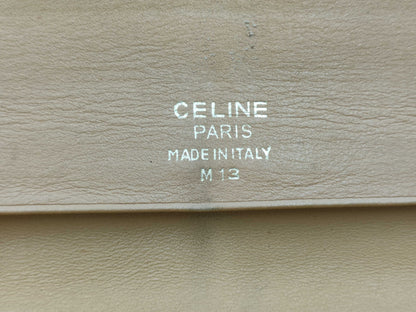 CELINE
PARIS
MADE IN ITALY
M 13